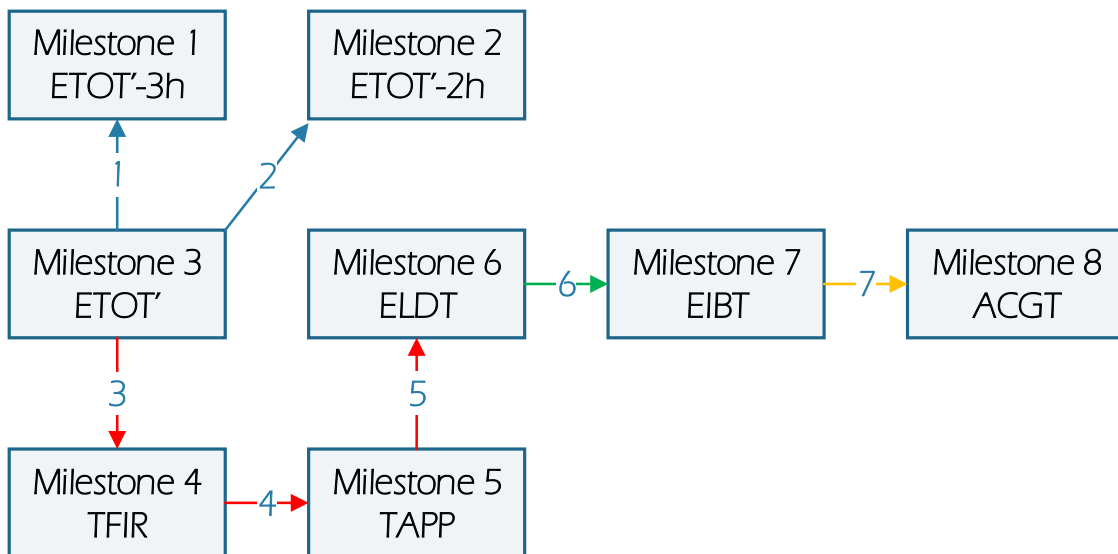 Milestone 1
ETOT'-3h
Milestone 2
ETOT'-2h
1
2
Milestone 3
ETOT'
Milestone 6
ELDT
6
Milestone 7
EIBT
7
Milestone 8
ACGT
3
5
Milestone 4
TFIR
4
Milestone 5
TAPP